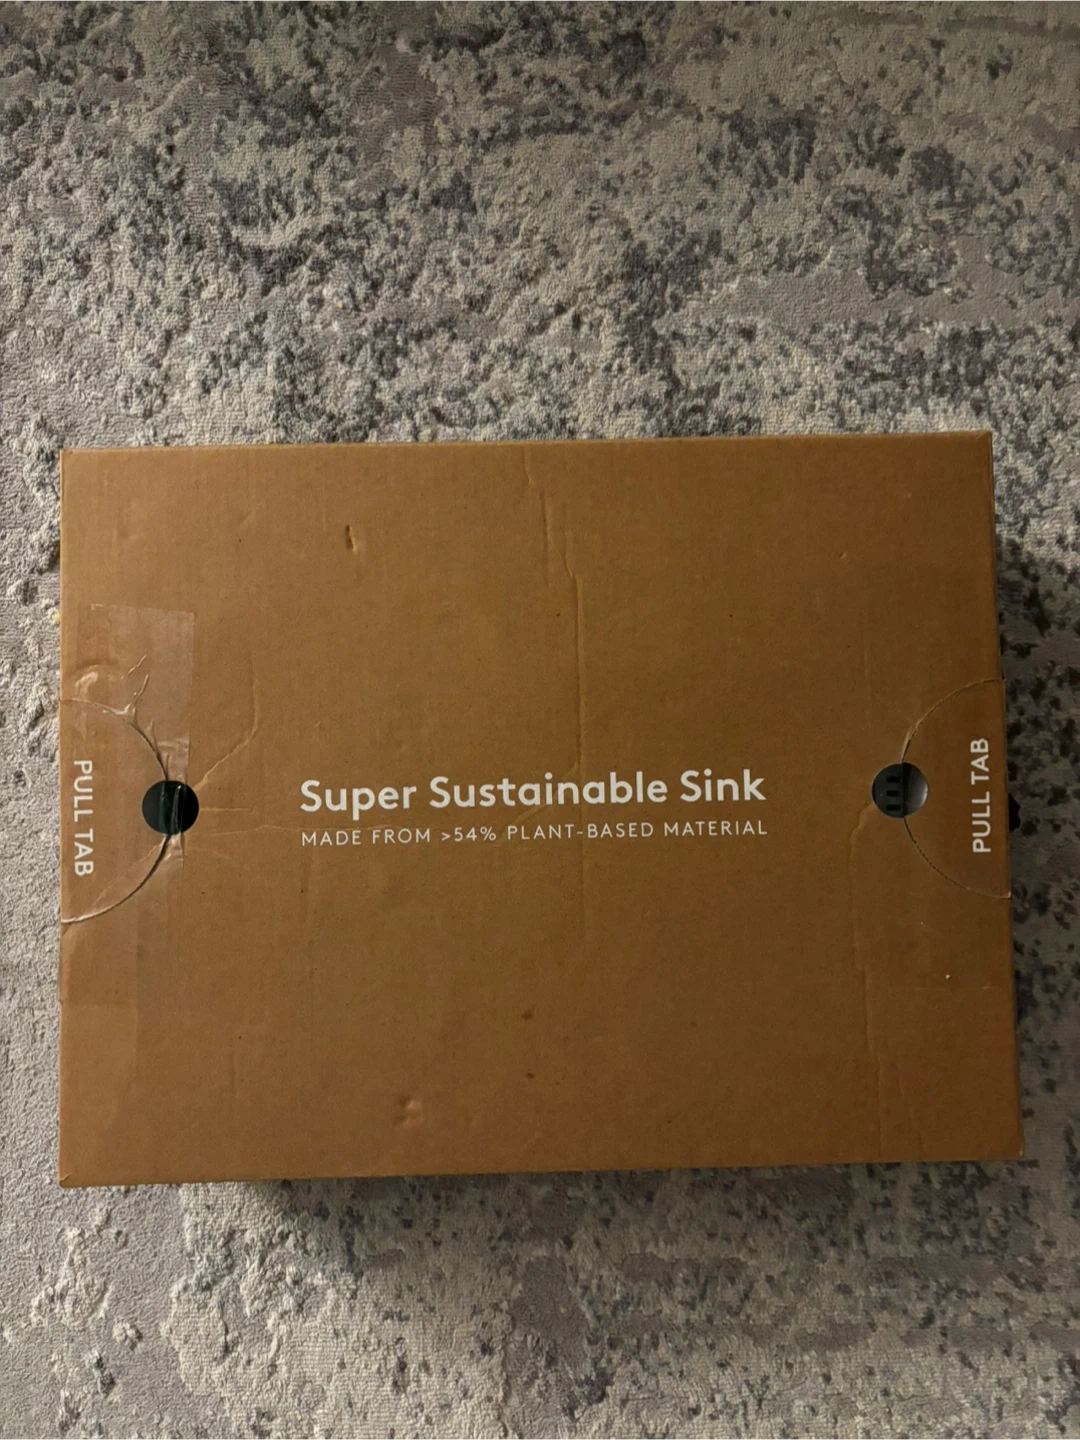 Super Sustainable Sink
MADE FROM >54% PLANT-BASED MATERIAL
PULL TAB
PULL TAB